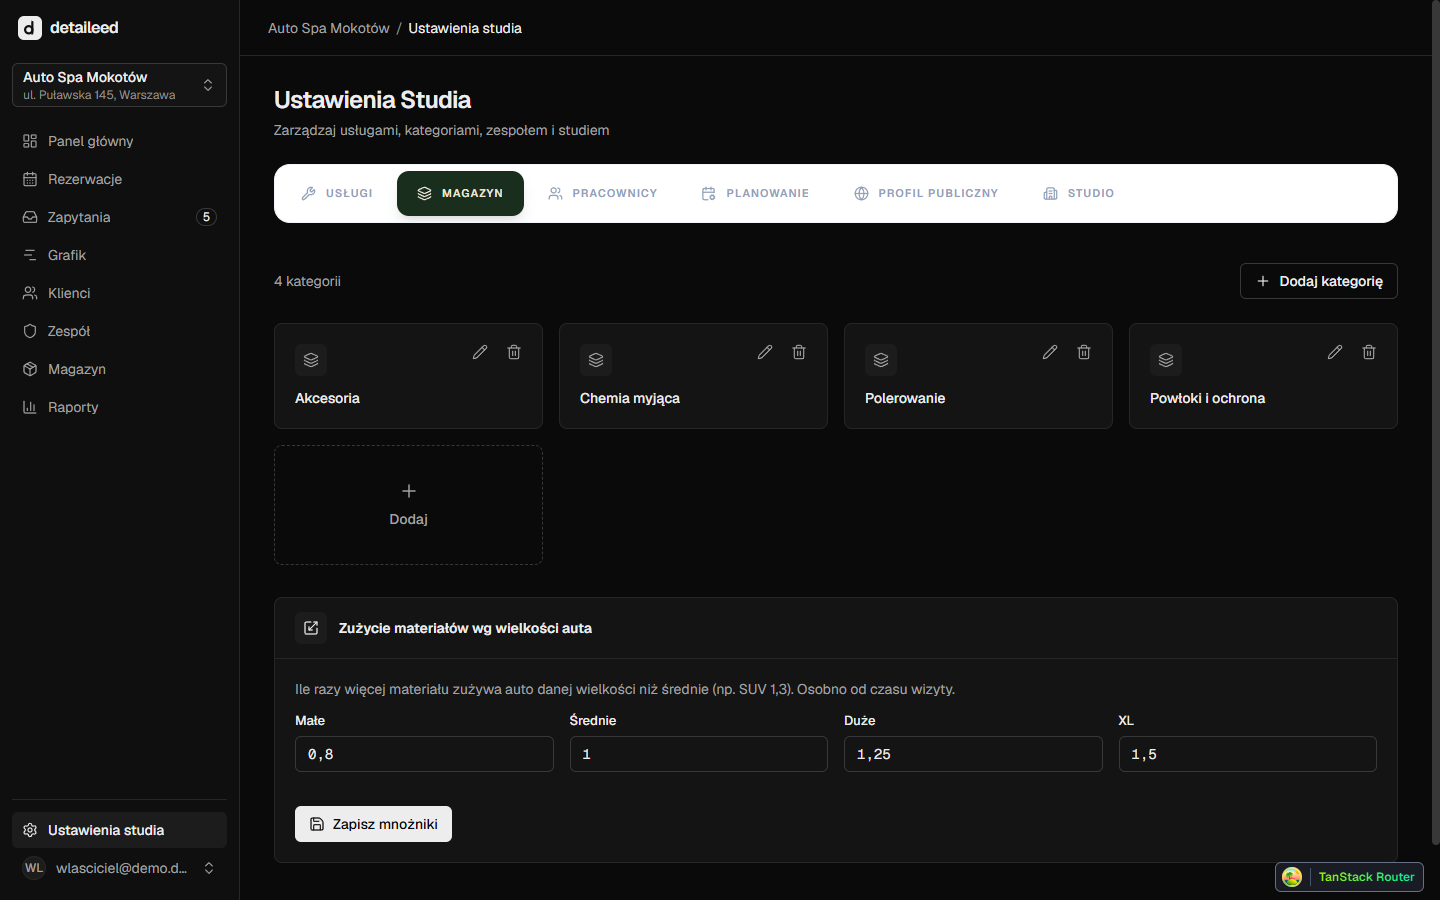 detaileed
Auto Spa Mokotów / Ustawienia studia
Auto Spa Mokotów
ul. Puławska 145, Warszawa
Panel główny
Rezerwacje
Zapytania 5
Grafik
Klienci
Zespół
Magazyn
Raporty
Ustawienia studia
WL wlasciciel@demo.d...
Ustawienia Studia
Zarządzaj usługami, kategoriami, zespołem i studiem
USŁUGI MAGAZYN PRACOWNICY PLANOWANIE PROFIL PUBLICZNY STUDIO
4 kategorii
Dodaj kategorię
Akcesoria
Chemia myjąca
Polerowanie
Powłoki i ochrona
Dodaj
Zużycie materiałów wg wielkości auta
Ile razy więcej materiału zużywa auto danej wielkości niż średnie (np. SUV 1,3). Osobno od czasu wizyty.
Małe Średnie Duże XL
0,8 1 1,25 1,5
Zapisz mnożniki
TanStack Router